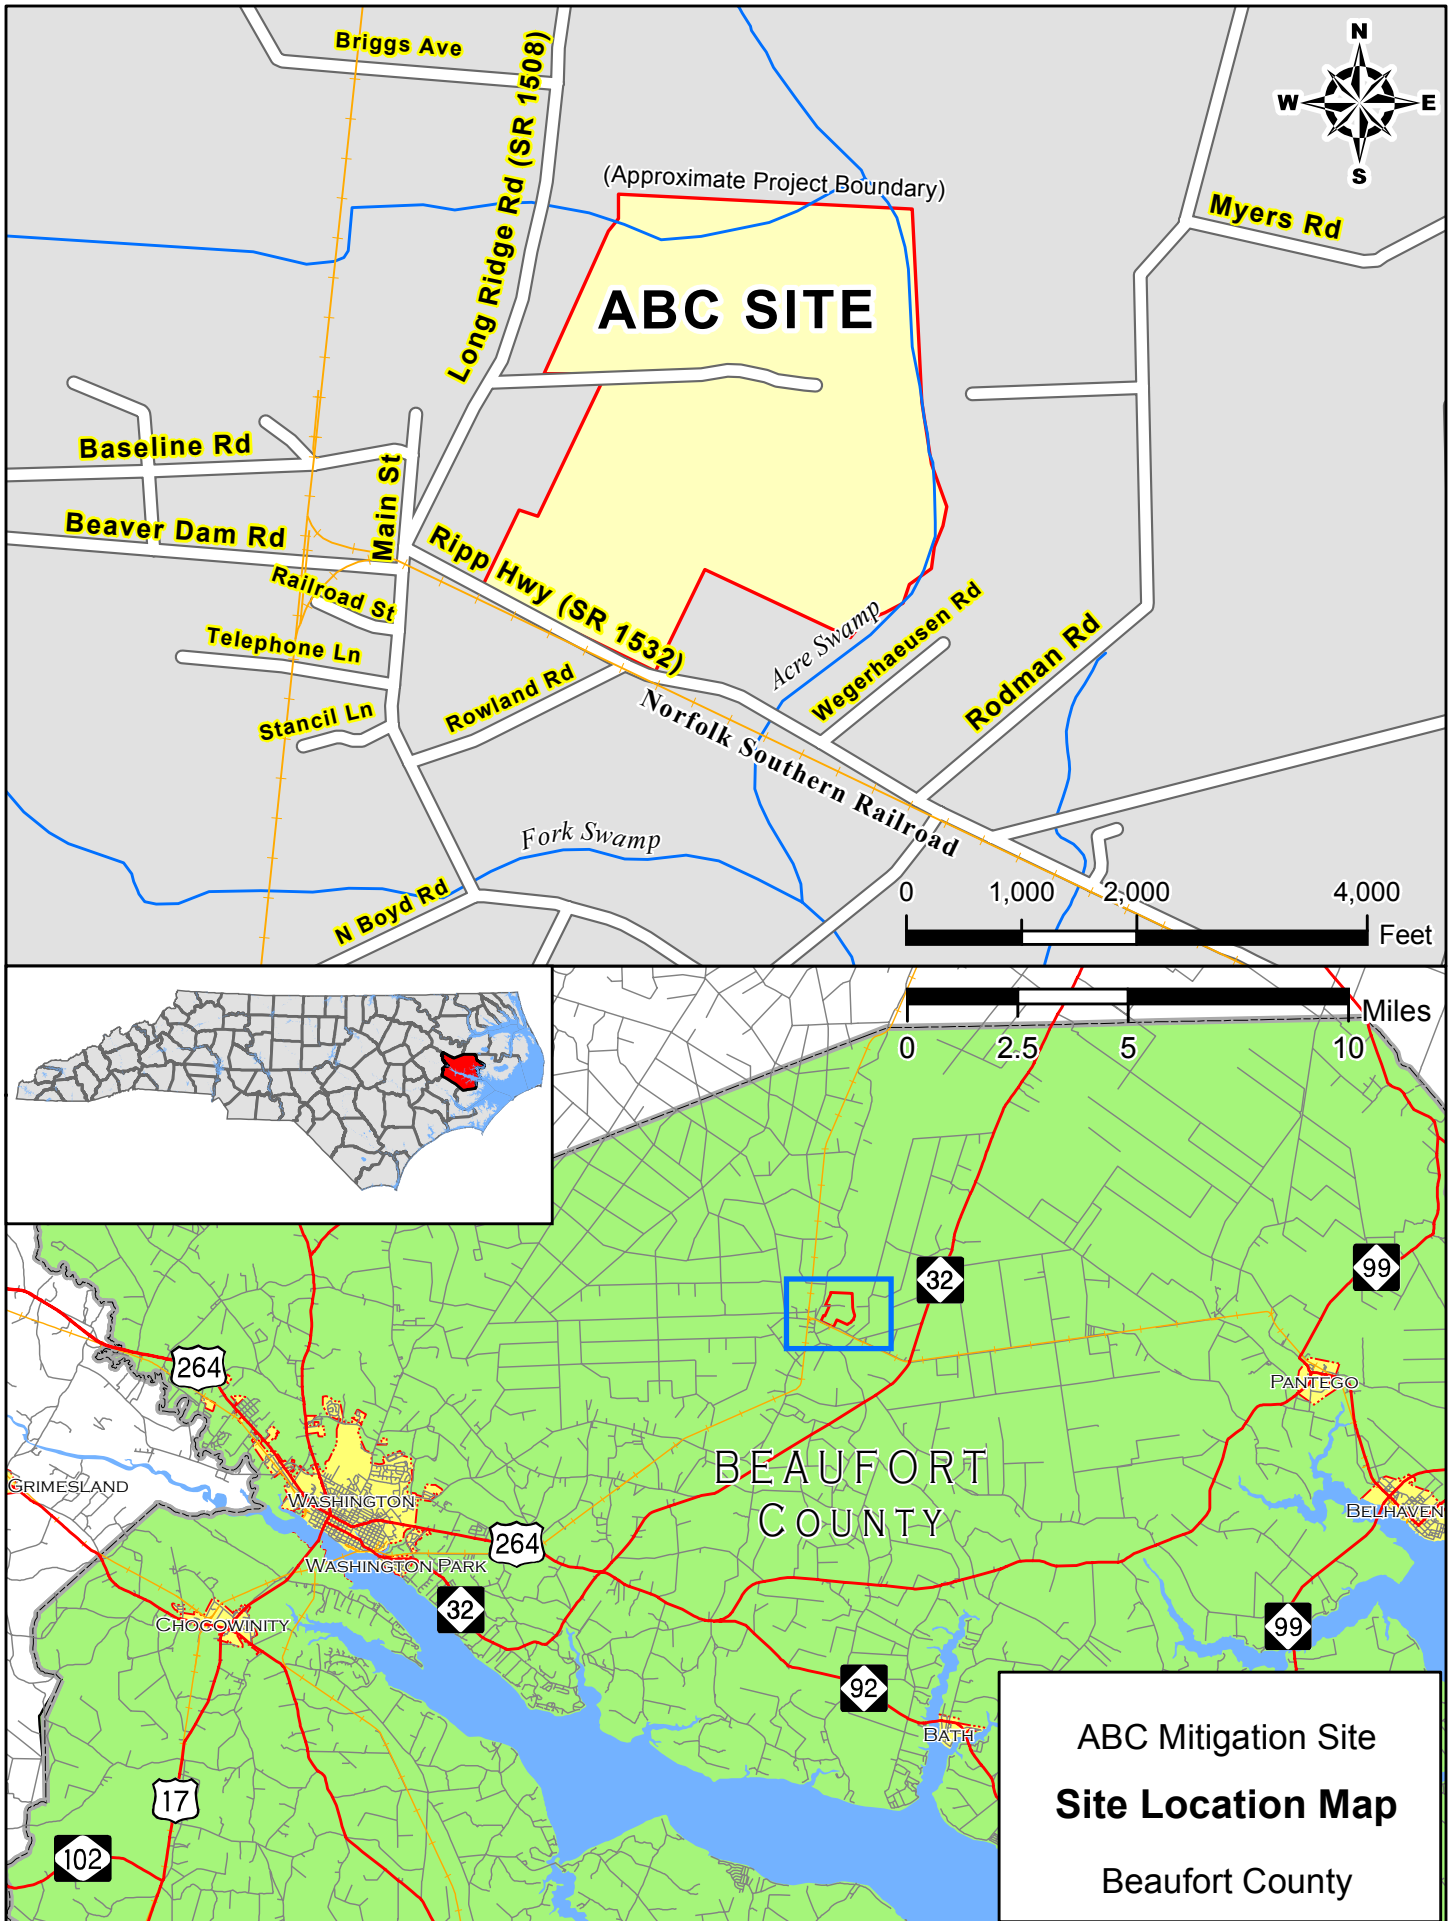 Briggs Ave
Long Ridge Rd (SR 1508)
N
W
E
S
(Approximate Project Boundary)
Myers Rd
ABC SITE
Baseline Rd
Main St
Beaver Dam Rd
Ripp Hwy (SR 1532)
Railroad St
Telephone Ln
Acre Swamp
Wegerhaeusen Rd
Rodman Rd
Rowland Rd
Stancil Ln
Norfolk Southern Railroad
Fork Swamp
N Boyd Rd
0 1,000 2,000 4,000
Feet
Miles
0 2.5 5 10
32
99
264
PANTEGO
BEAUFORT
COUNTY
GRIMESLAND
WASHINGTON
BELHAVEN
264
WASHINGTON PARK
32
CHOCOWINITY
99
92
BATH
17
102
ABC Mitigation Site
Site Location Map
Beaufort County